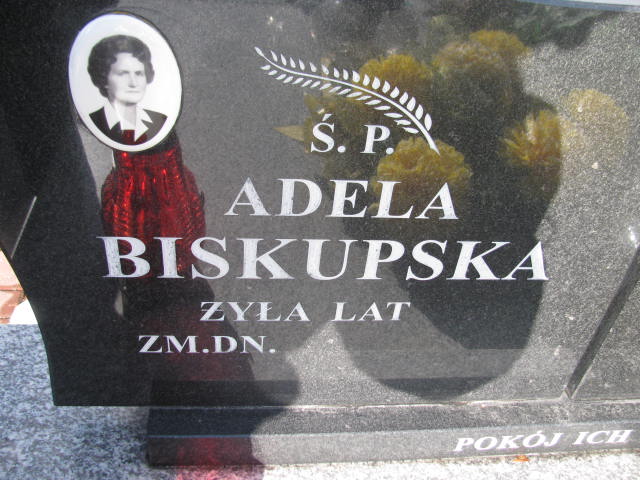 Ś. P.
ADELA
BISKUPSKA
ŻYŁA LAT
ZM.DN.
POKÓJ ICH